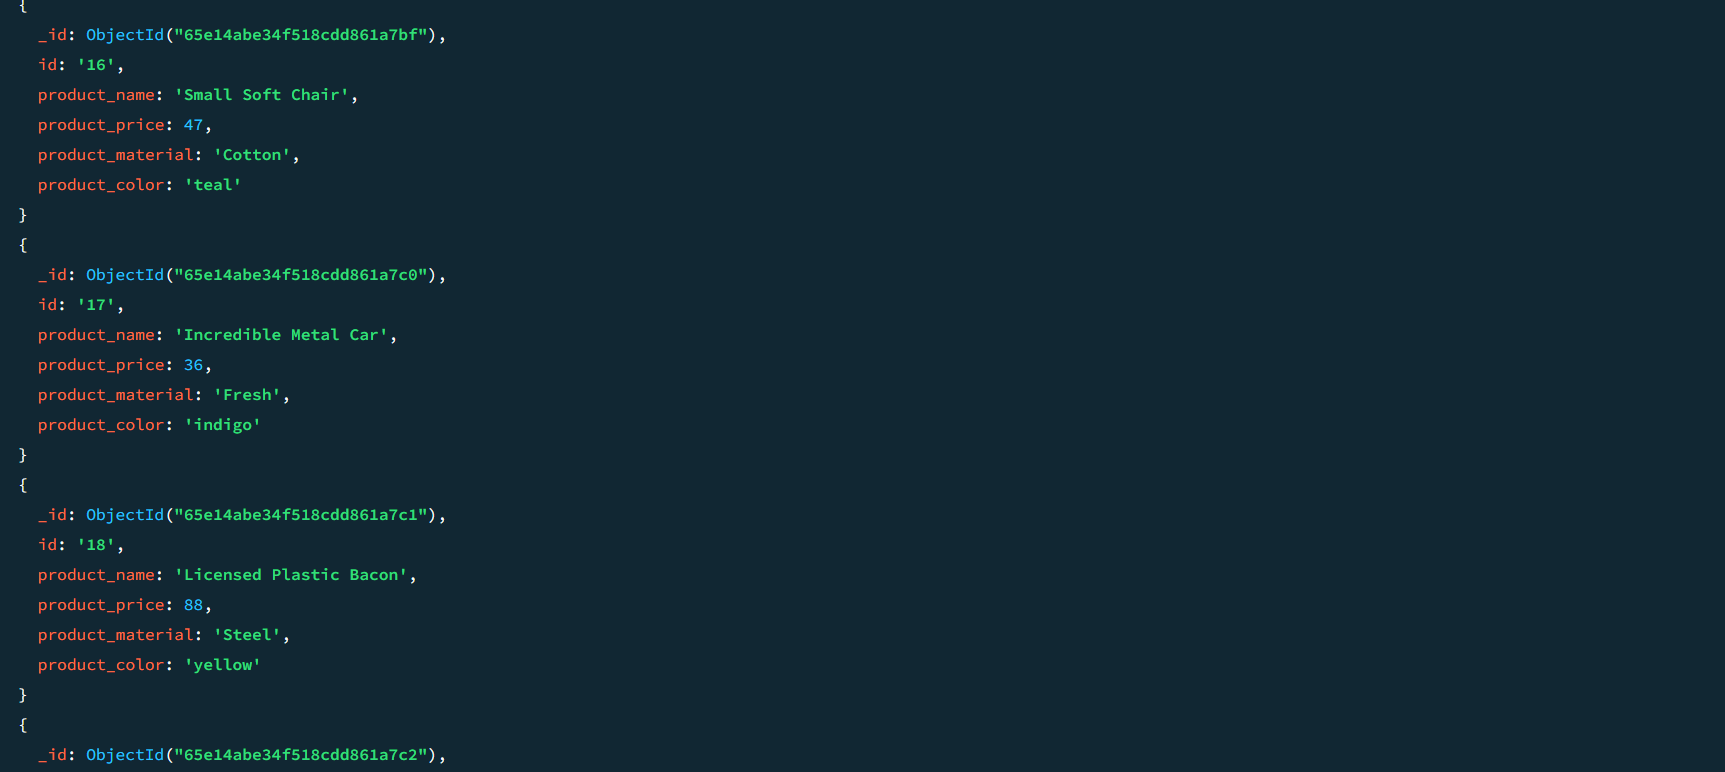 {
_id: ObjectId("65e14abe34f518cdd861a7bf"),
id: '16',
product_name: 'Small Soft Chair',
product_price: 47,
product_material: 'Cotton',
product_color: 'teal'
}
{
_id: ObjectId("65e14abe34f518cdd861a7c0"),
id: '17',
product_name: 'Incredible Metal Car',
product_price: 36,
product_material: 'Fresh',
product_color: 'indigo'
}
{
_id: ObjectId("65e14abe34f518cdd861a7c1"),
id: '18',
product_name: 'Licensed Plastic Bacon',
product_price: 88,
product_material: 'Steel',
product_color: 'yellow'
}
{
_id: ObjectId("65e14abe34f518cdd861a7c2"),